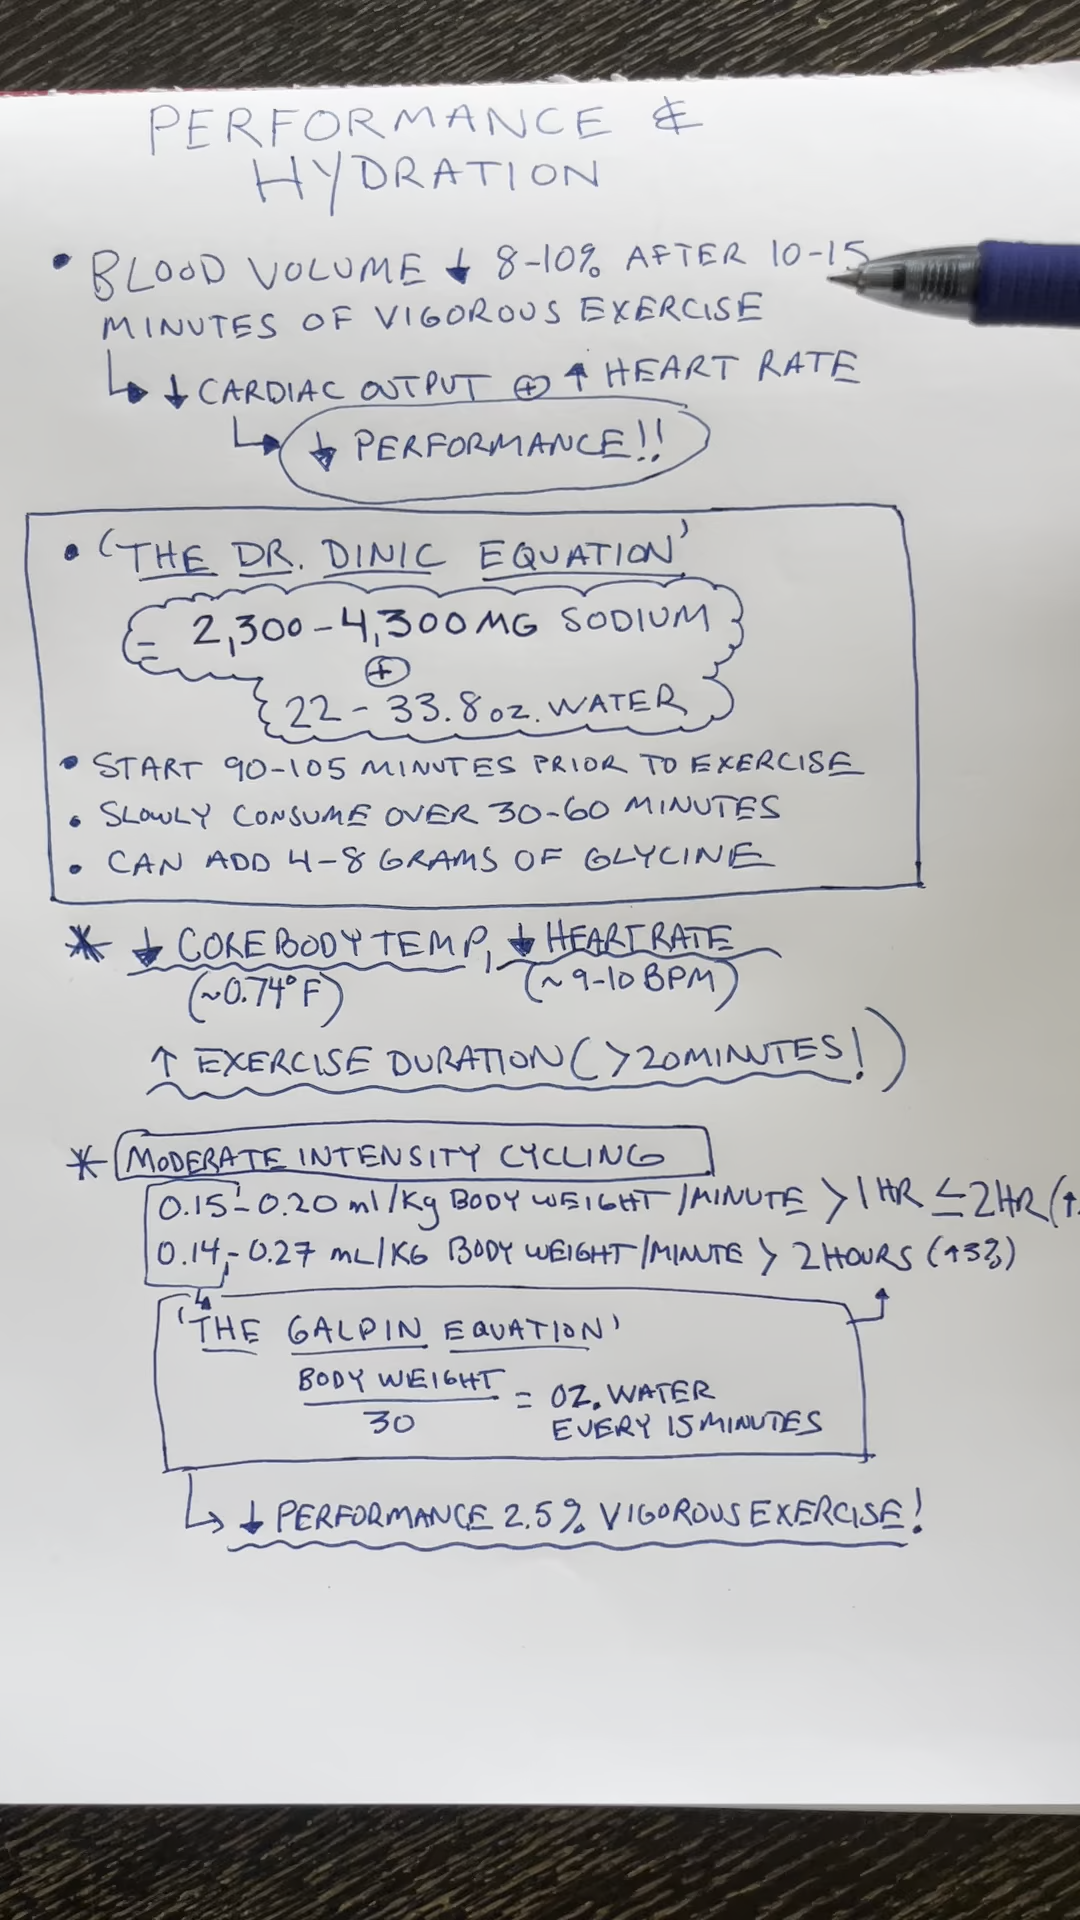 PERFORMANCE &
HYDRATION
• BLOOD VOLUME ↓ 8-10% AFTER 10-15
MINUTES OF VIGOROUS EXERCISE
↳ ↓ CARDIAC OUTPUT ⊕ ↑ HEART RATE
↳ ↓ PERFORMANCE!!
• 'THE DR. DINIC EQUATION'
= 2,300-4,300MG SODIUM
⊕
22-33.8 oz. WATER
• START 90-105 MINUTES PRIOR TO EXERCISE
• SLOWLY CONSUME OVER 30-60 MINUTES
• CAN ADD 4-8 GRAMS OF GLYCINE
* ↓ CORE BODY TEMP, ↓ HEART RATE
(~0.74°F) (~9-10 BPM)
↑ EXERCISE DURATION (>20 MINUTES!)
* MODERATE INTENSITY CYCLING
0.15-0.20 ml/Kg BODY WEIGHT/MINUTE > 1 HR ≤ 2HR (↑
0.14-0.27 mL/KG BODY WEIGHT/MINUTE > 2 HOURS (↑3%)
↳
'THE GALPIN EQUATION'
BODY WEIGHT
30
= OZ. WATER
EVERY 15 MINUTES
↳ ↓ PERFORMANCE 2.5% VIGOROUS EXERCISE!